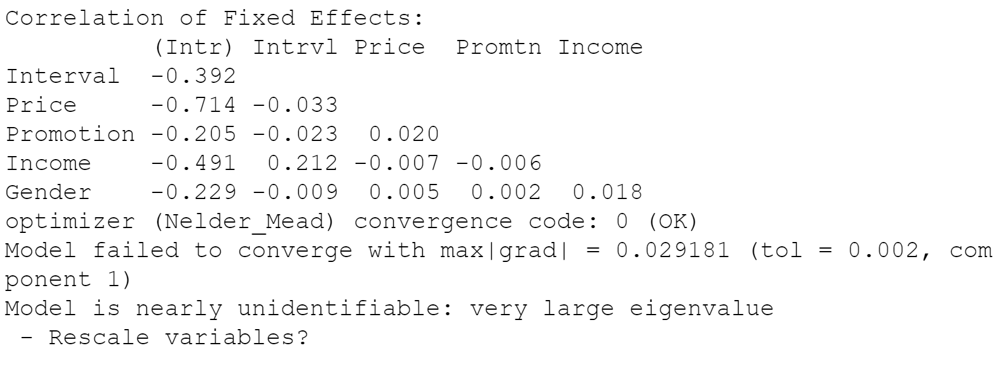 Correlation of Fixed Effects:
          (Intr) Intrvl Price  Promtn Income
Interval  -0.392
Price     -0.714 -0.033
Promotion -0.205 -0.023  0.020
Income    -0.491  0.212 -0.007 -0.006
Gender    -0.229 -0.009  0.005  0.002  0.018
optimizer (Nelder_Mead) convergence code: 0 (OK)
Model failed to converge with max|grad| = 0.029181 (tol = 0.002, com
ponent 1)
Model is nearly unidentifiable: very large eigenvalue
 - Rescale variables?